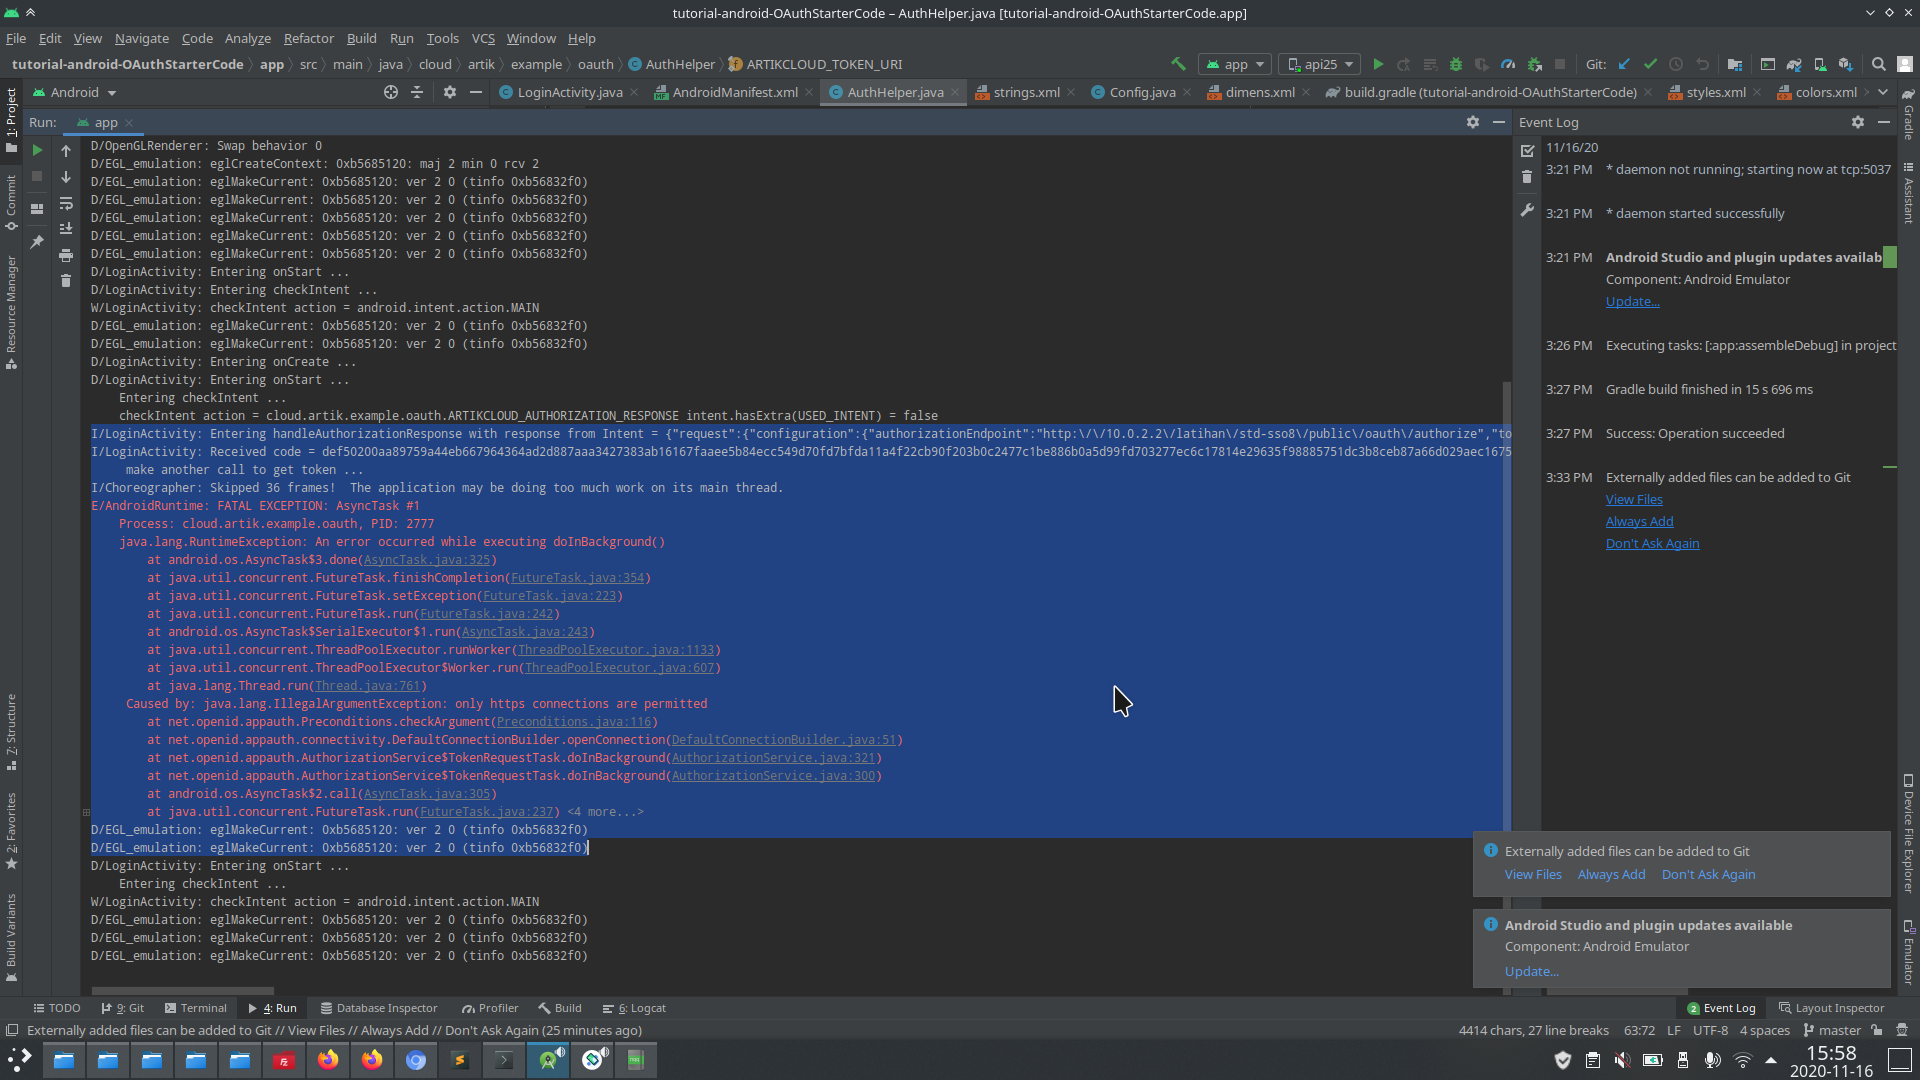 tutorial-android-OAuthStarterCode – AuthHelper.java [tutorial-android-OAuthStarterCode.app]
File Edit View Navigate Code Analyze Refactor Build Run Tools VCS Window Help
tutorial-android-OAuthStarterCode app src main java cloud artik example oauth AuthHelper ARTIKCLOUD_TOKEN_URI app api25 Git:
Android LoginActivity.java AndroidManifest.xml AuthHelper.java strings.xml Config.java dimens.xml build.gradle (tutorial-android-OAuthStarterCode) styles.xml colors.xml
Run: app
D/OpenGLRenderer: Swap behavior 0
D/EGL_emulation: eglCreateContext: 0xb5685120: maj 2 min 0 rcv 2
D/EGL_emulation: eglMakeCurrent: 0xb5685120: ver 2 0 (tinfo 0xb56832f0)
D/EGL_emulation: eglMakeCurrent: 0xb5685120: ver 2 0 (tinfo 0xb56832f0)
D/EGL_emulation: eglMakeCurrent: 0xb5685120: ver 2 0 (tinfo 0xb56832f0)
D/EGL_emulation: eglMakeCurrent: 0xb5685120: ver 2 0 (tinfo 0xb56832f0)
D/EGL_emulation: eglMakeCurrent: 0xb5685120: ver 2 0 (tinfo 0xb56832f0)
D/LoginActivity: Entering onStart ...
D/LoginActivity: Entering checkIntent ...
W/LoginActivity: checkIntent action = android.intent.action.MAIN
D/EGL_emulation: eglMakeCurrent: 0xb5685120: ver 2 0 (tinfo 0xb56832f0)
D/EGL_emulation: eglMakeCurrent: 0xb5685120: ver 2 0 (tinfo 0xb56832f0)
D/LoginActivity: Entering onCreate ...
D/LoginActivity: Entering onStart ...
Entering checkIntent ...
checkIntent action = cloud.artik.example.oauth.ARTIKCLOUD_AUTHORIZATION_RESPONSE intent.hasExtra(USED_INTENT) = false
I/LoginActivity: Entering handleAuthorizationResponse with response from Intent = {"request":{"configuration":{"authorizationEndpoint":"http:\/\/10.0.2.2\/latihan\/std-sso8\/public\/oauth\/authorize","to
I/LoginActivity: Received code = def50200aa89759a44eb667964364ad2d887aaa3427383ab16167faaee5b84ecc549d70fd7bfda11a4f22cb90f203b0c2477c1be886b0a5d99fd703277ec6c17814e29635f98885751dc3b8ceb87a66d029aec1675
make another call to get token ...
I/Choreographer: Skipped 36 frames!  The application may be doing too much work on its main thread.
E/AndroidRuntime: FATAL EXCEPTION: AsyncTask #1
Process: cloud.artik.example.oauth, PID: 2777
java.lang.RuntimeException: An error occurred while executing doInBackground()
at android.os.AsyncTask$3.done(AsyncTask.java:325)
at java.util.concurrent.FutureTask.finishCompletion(FutureTask.java:354)
at java.util.concurrent.FutureTask.setException(FutureTask.java:223)
at java.util.concurrent.FutureTask.run(FutureTask.java:242)
at android.os.AsyncTask$SerialExecutor$1.run(AsyncTask.java:243)
at java.util.concurrent.ThreadPoolExecutor.runWorker(ThreadPoolExecutor.java:1133)
at java.util.concurrent.ThreadPoolExecutor$Worker.run(ThreadPoolExecutor.java:607)
at java.lang.Thread.run(Thread.java:761)
Caused by: java.lang.IllegalArgumentException: only https connections are permitted
at net.openid.appauth.Preconditions.checkArgument(Preconditions.java:116)
at net.openid.appauth.connectivity.DefaultConnectionBuilder.openConnection(DefaultConnectionBuilder.java:51)
at net.openid.appauth.AuthorizationService$TokenRequestTask.doInBackground(AuthorizationService.java:321)
at net.openid.appauth.AuthorizationService$TokenRequestTask.doInBackground(AuthorizationService.java:300)
at android.os.AsyncTask$2.call(AsyncTask.java:305)
at java.util.concurrent.FutureTask.run(FutureTask.java:237) <4 more...>
D/EGL_emulation: eglMakeCurrent: 0xb5685120: ver 2 0 (tinfo 0xb56832f0)
D/EGL_emulation: eglMakeCurrent: 0xb5685120: ver 2 0 (tinfo 0xb56832f0)
D/LoginActivity: Entering onStart ...
Entering checkIntent ...
W/LoginActivity: checkIntent action = android.intent.action.MAIN
D/EGL_emulation: eglMakeCurrent: 0xb5685120: ver 2 0 (tinfo 0xb56832f0)
D/EGL_emulation: eglMakeCurrent: 0xb5685120: ver 2 0 (tinfo 0xb56832f0)
D/EGL_emulation: eglMakeCurrent: 0xb5685120: ver 2 0 (tinfo 0xb56832f0)
Event Log
11/16/20
3:21 PM * daemon not running; starting now at tcp:5037
3:21 PM * daemon started successfully
3:21 PM Android Studio and plugin updates availab
Component: Android Emulator
Update...
3:26 PM Executing tasks: [:app:assembleDebug] in project
3:27 PM Gradle build finished in 15 s 696 ms
3:27 PM Success: Operation succeeded
3:33 PM Externally added files can be added to Git
View Files
Always Add
Don't Ask Again
Externally added files can be added to Git
View Files Always Add Don't Ask Again
Android Studio and plugin updates available
Component: Android Emulator
Update...
1: Project
Commit
Resource Manager
7: Structure
2: Favorites
Build Variants
Gradle
Assistant
Device File Explorer
Emulator
TODO 9: Git Terminal 4: Run Database Inspector Profiler Build 6: Logcat 2 Event Log Layout Inspector
Externally added files can be added to Git // View Files // Always Add // Don't Ask Again (25 minutes ago) 4414 chars, 27 line breaks 63:72 LF UTF-8 4 spaces master
15:58
2020-11-16